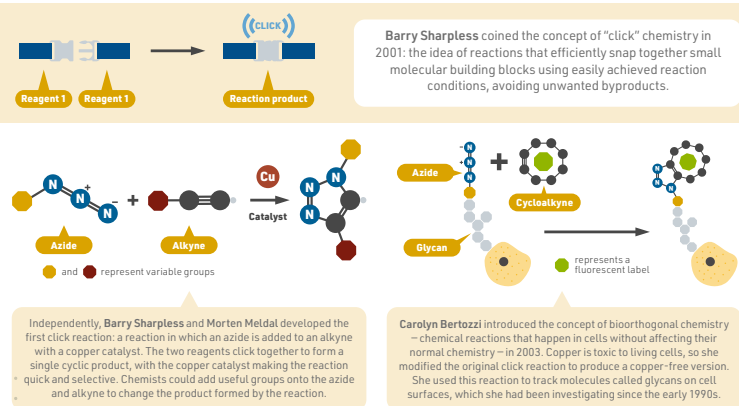 CLICK
Reagent 1
Reagent 1
Reaction product
Barry Sharpless coined the concept of “click” chemistry in
2001: the idea of reactions that efficiently snap together small
molecular building blocks using easily achieved reaction
conditions, avoiding unwanted byproducts.
N
N
+
N
−
+
Cu
Catalyst
N
N
N
Azide
Alkyne
and
represent variable groups
− N
+ N
N
Azide
+
Cycloalkyne
Glycan
N
N
N
represents a
fluorescent label
Independently, Barry Sharpless and Morten Meldal developed the
first click reaction: a reaction in which an azide is added to an alkyne
with a copper catalyst. The two reagents click together to form a
single cyclic product, with the copper catalyst making the reaction
quick and selective. Chemists could add useful groups onto the azide
and alkyne to change the product formed by the reaction.
Carolyn Bertozzi introduced the concept of bioorthogonal chemistry
— chemical reactions that happen in cells without affecting their
normal chemistry — in 2003. Copper is toxic to living cells, so she
modified the original click reaction to produce a copper-free version.
She used this reaction to track molecules called glycans on cell
surfaces, which she had been investigating since the early 1990s.